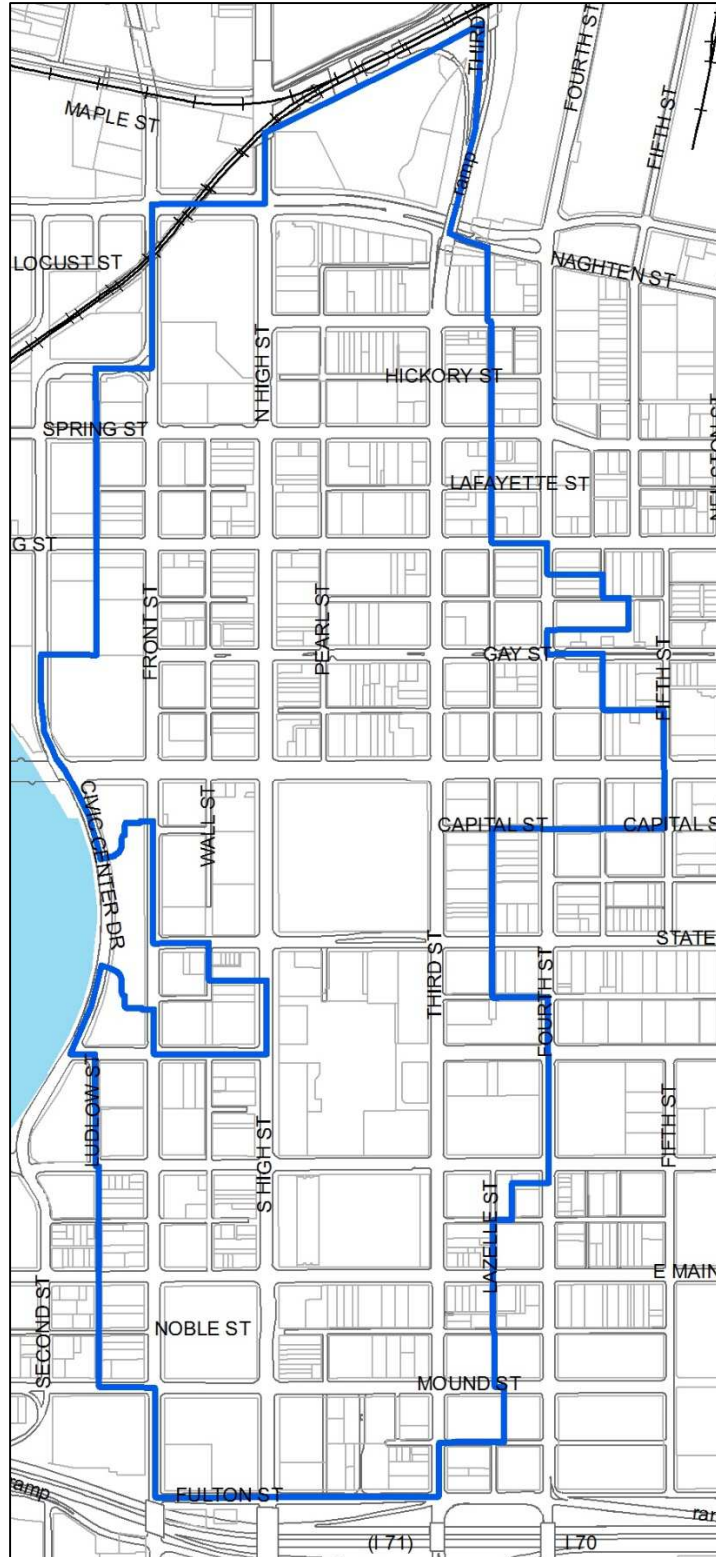 THIRD
FOURTH ST
MAPLE ST
FIFTH ST
ramp
LOCUST ST
NAGHTEN ST
N HIGH ST
HICKORY ST
SPRING ST
NEILSTON ST
LAFAYETTE ST
G ST
FRONT ST
PEARL ST
GAY ST
FIFTH ST
CIVIC CENTER DR
WALL ST
CAPITAL ST
CAPITAL S
THIRD ST
STATE
FOURTH ST
LUDLOW ST
S HIGH ST
FIFTH ST
LAZELLE ST
E MAIN
SECOND ST
NOBLE ST
MOUND ST
ramp
FULTON ST
ran
(I 71)
I 70